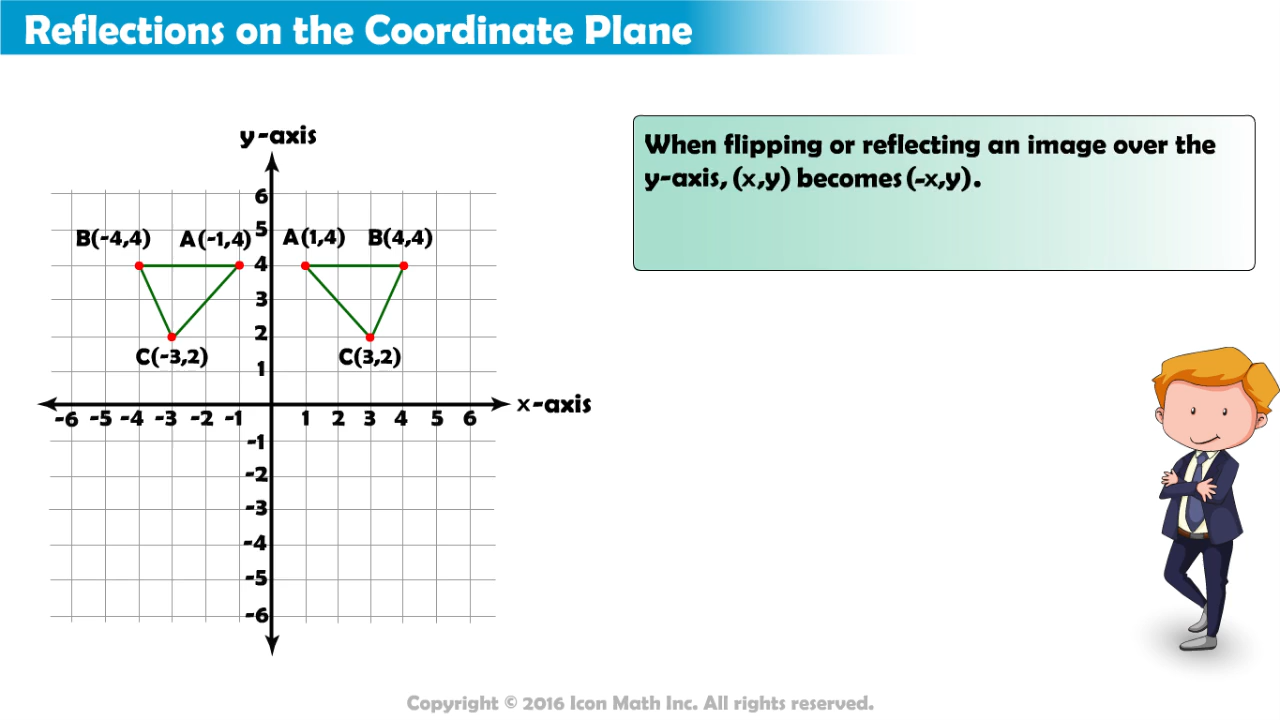 Reflections on the Coordinate Plane
y-axis
When flipping or reflecting an image over the
y-axis, (x,y) becomes (-x,y).
6
5
B(-4,4) A(-1,4) A(1,4) B(4,4)
4
3
2
C(-3,2) C(3,2)
1
x-axis
-6 -5 -4 -3 -2 -1 1 2 3 4 5 6
-1
-2
-3
-4
-5
-6
Copyright © 2016 Icon Math Inc. All rights reserved.